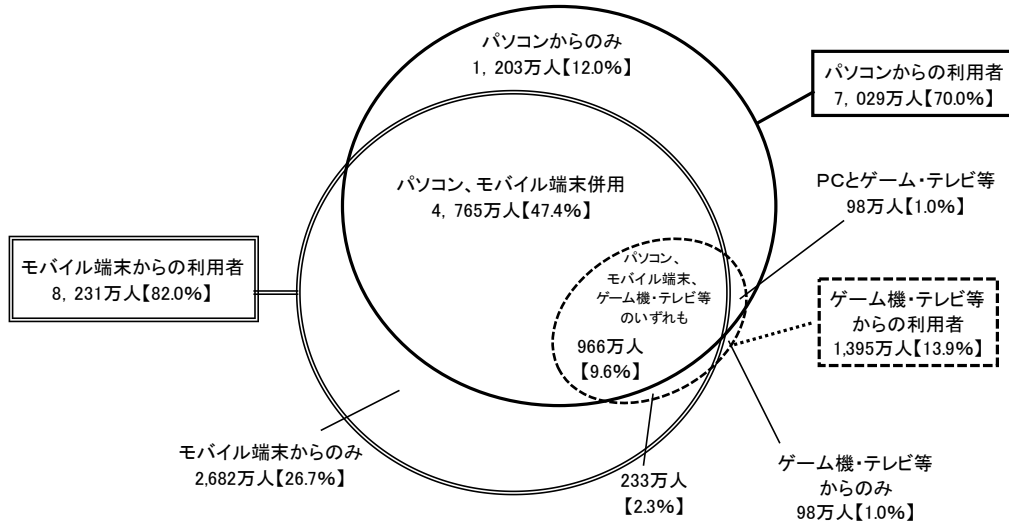 パソコンからのみ
1,203万人【12.0%】
パソコンからの利用者
7,029万人【70.0%】
パソコン、モバイル端末併用
4,765万人【47.4%】
PCとゲーム・テレビ等
98万人【1.0%】
モバイル端末からの利用者
8,231万人【82.0%】
パソコン、
モバイル端末、
ゲーム機・テレビ等
のいずれも
966万人
【9.6%】
ゲーム機・テレビ等
からの利用者
1,395万人【13.9%】
モバイル端末からのみ
2,682万人【26.7%】
233万人
【2.3%】
ゲーム機・テレビ等
からのみ
98万人【1.0%】